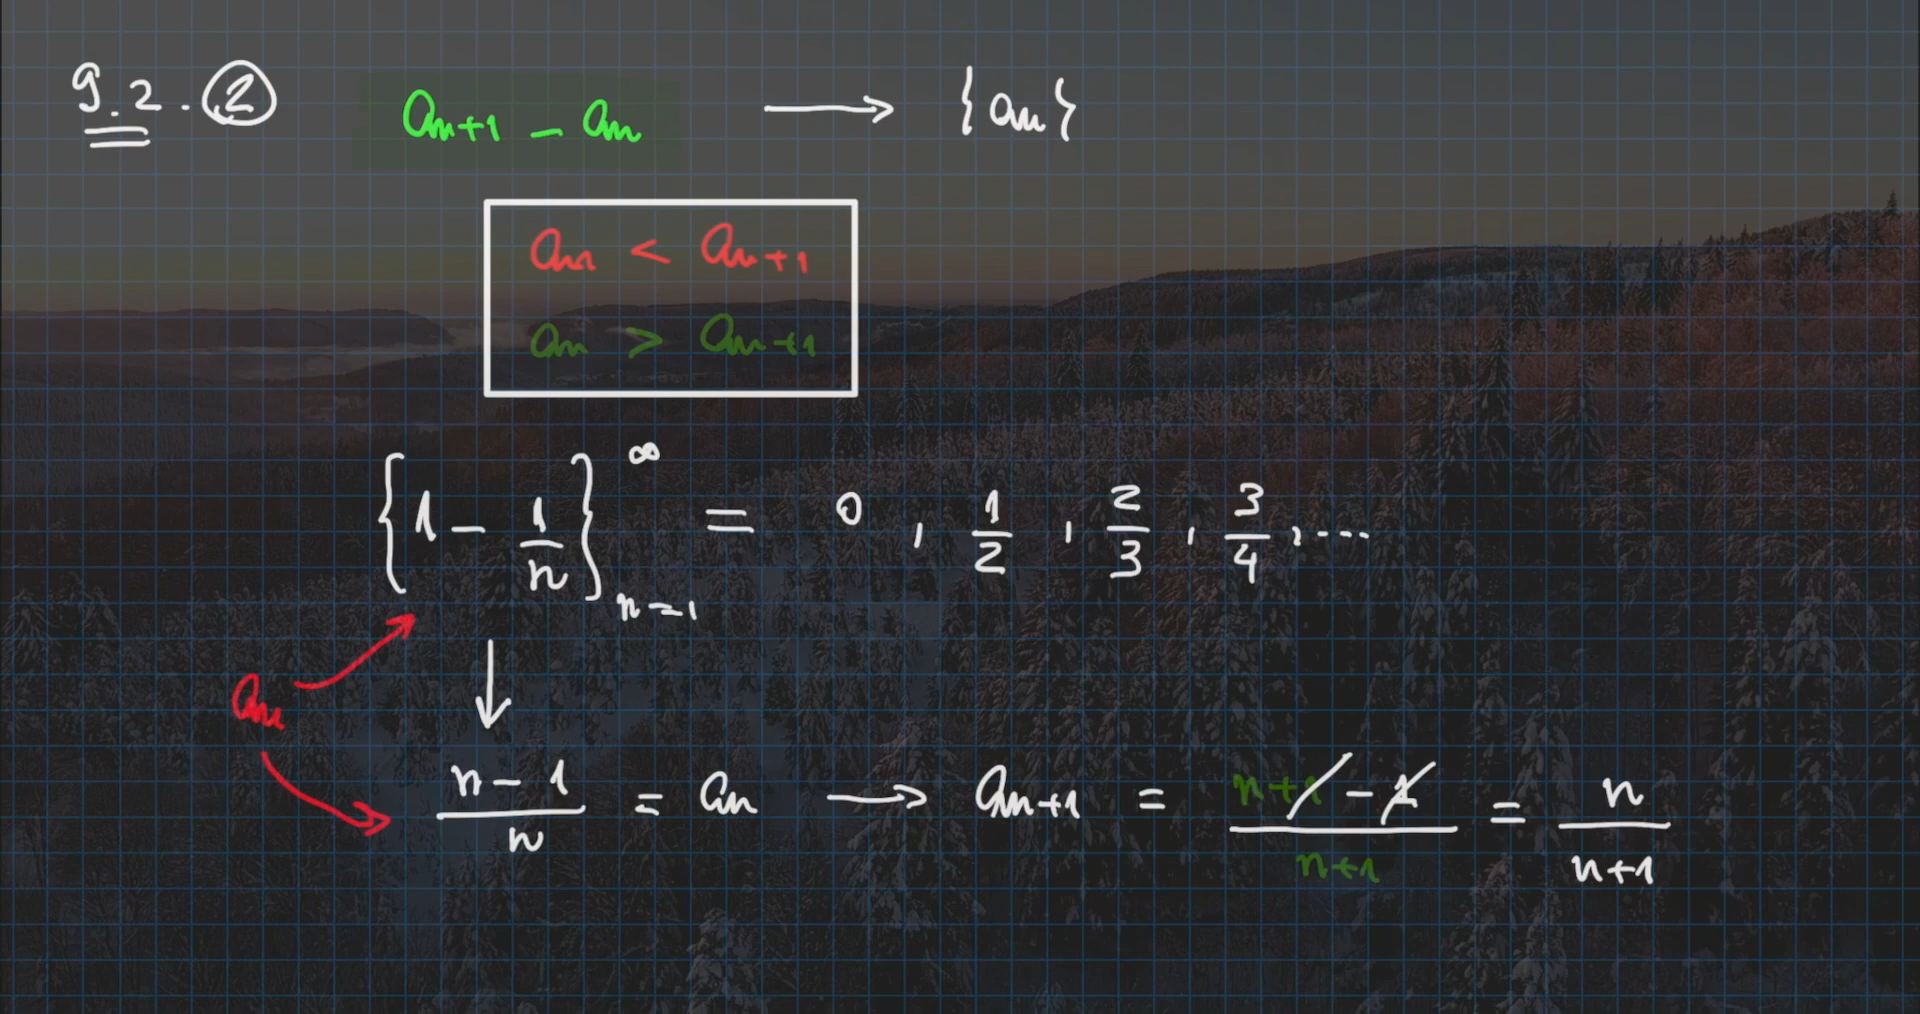 9.2.② aₙ₊₁ − aₙ ⟶ {aₙ}
aₙ < aₙ₊₁
aₙ > aₙ₊₁
{1 − 1/n}ₙ₌₁^∞ = 0, 1/2, 2/3, 3/4, ....
aₙ
(n−1)/n = aₙ ⟶ aₙ₊₁ = (n+1−1)/(n+1) = n/(n+1)